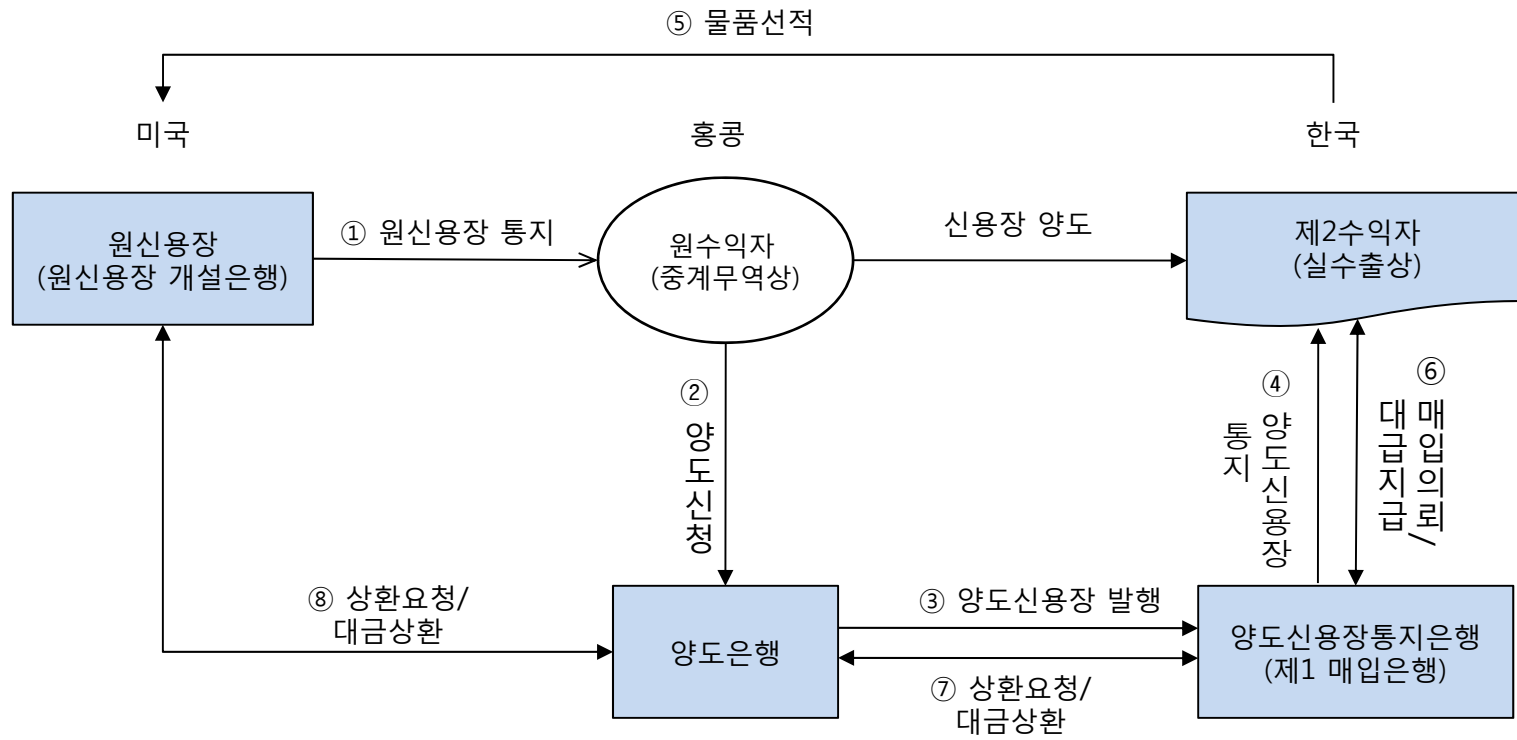 ⑤ 물품선적
미국
홍콩
한국
원신용장
(원신용장 개설은행)
① 원신용장 통지
원수익자
(중계무역상)
신용장 양도
제2수익자
(실수출상)
② 양도신청
④ 양도신용장
통지
⑥ 매입의뢰/
대급지급
⑧ 상환요청/
대금상환
양도은행
③ 양도신용장 발행
⑦ 상환요청/
대금상환
양도신용장통지은행
(제1 매입은행)